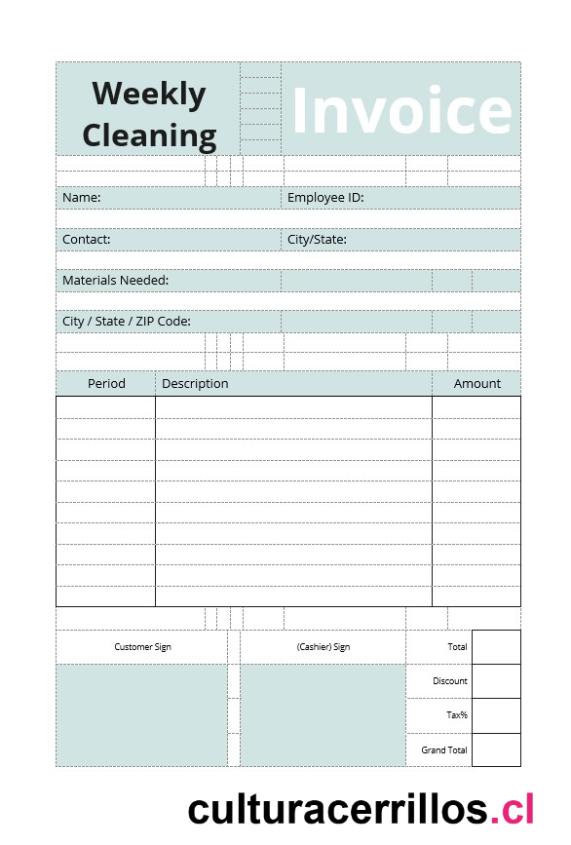 Weekly
Cleaning
Invoice
Name: Employee ID:
Contact: City/State:
Materials Needed:
City / State / ZIP Code:
Period Description Amount
Customer Sign (Cashier) Sign Total
Discount
Tax%
Grand Total
culturacerrillos.cl